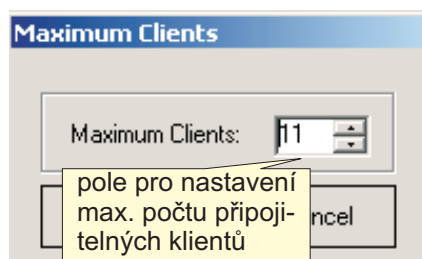 Maximum Clients
Maximum Clients: 11
pole pro nastavení
max. počtu připoji-
telných klientů
ncel